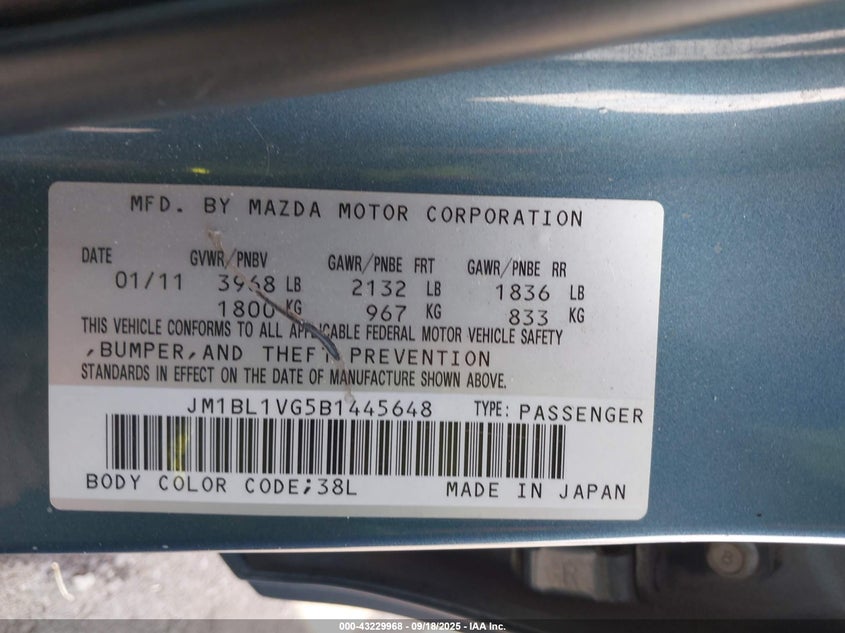 MFD. BY MAZDA MOTOR CORPORATION
DATE GVWR/PNBV GAWR/PNBE FRT GAWR/PNBE RR
01/11 3968 LB 2132 LB 1836 LB
1800 KG 967 KG 833 KG
THIS VEHICLE CONFORMS TO ALL APPLICABLE FEDERAL MOTOR VEHICLE SAFETY
,BUMPER,AND THEFT PREVENTION
STANDARDS IN EFFECT ON THE DATE OF MANUFACTURE SHOWN ABOVE.
JM1BL1VG5B1445648 TYPE: PASSENGER
BODY COLOR CODE;38L MADE IN JAPAN
R
8
000-43229968 - 09/18/2025 - IAA Inc.